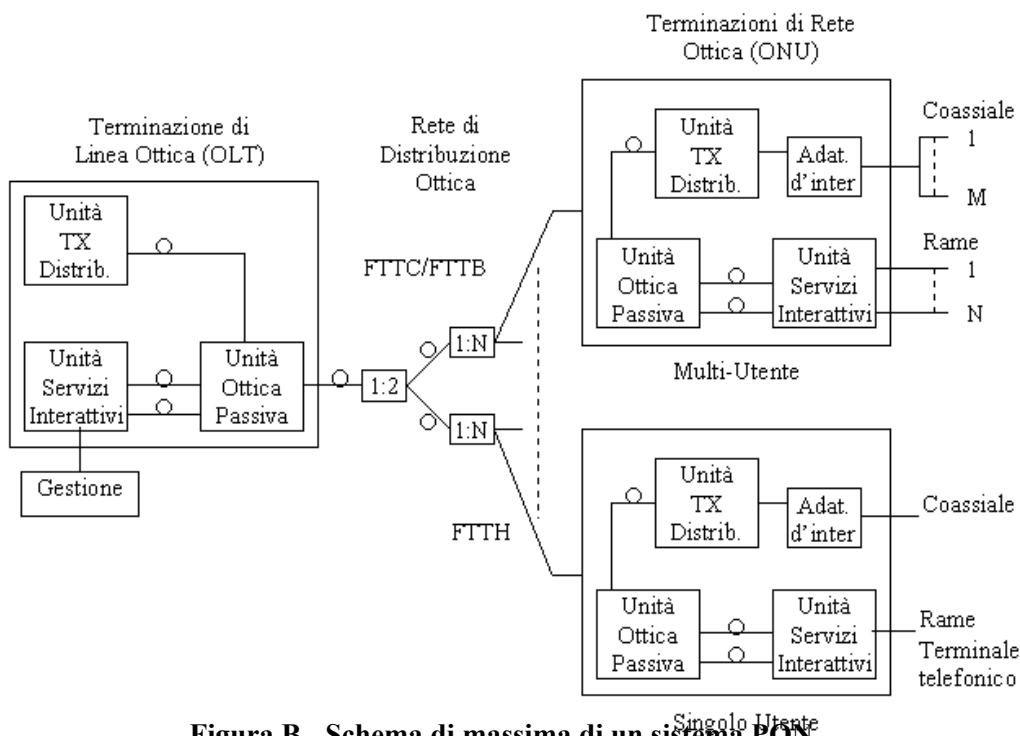 Terminazioni di Rete
Ottica (ONU)
Terminazione di
Linea Ottica (OLT)
Rete di
Distribuzione
Ottica
Unità
TX
Distrib.
Unità
Servizi
Interattivi
Unità
Ottica
Passiva
Gestione
FTTC/FTTB
1:2
1:N
1:N
FTTH
Unità
TX
Distrib.
Adat.
d'inter
Coassiale
1
M
Unità
Ottica
Passiva
Unità
Servizi
Interattivi
Rame
1
N
Multi-Utente
Unità
TX
Distrib.
Adat.
d'inter
Coassiale
Unità
Ottica
Passiva
Unità
Servizi
Interattivi
Rame
Terminale
telefonico
Singolo Utente
Figura B - Schema di massima di un sistema PON